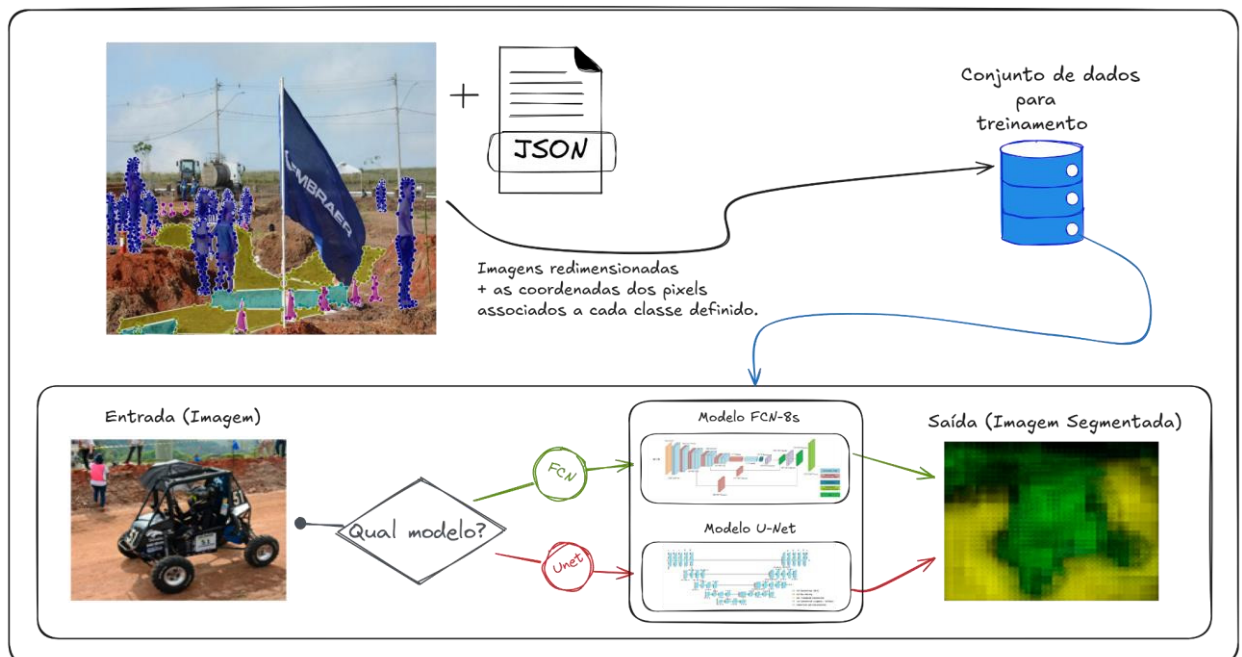 EMBRAER
+
JSON
Conjunto de dados
para
treinamento
Imagens redimensionadas
+ as coordenadas dos pixels
associados a cada classe definido.
Entrada (Imagem)
51
Qual modelo?
FCN
Unet
Modelo FCN-8s
Modelo U-Net
Saída (Imagem Segmentada)